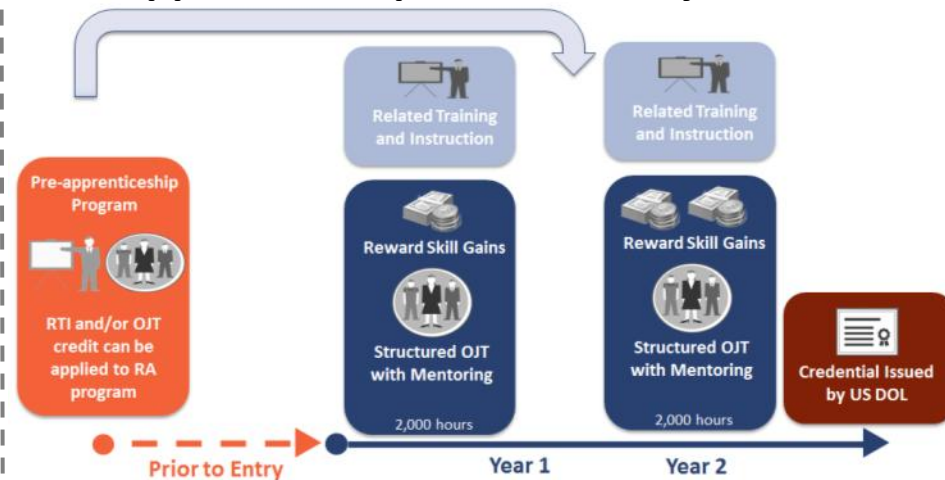 Pre-apprenticeship
Program
RTI and/or OJT
credit can be
applied to RA
program
Related Training
and Instruction
Reward Skill Gains
Structured OJT
with Mentoring
2,000 hours
Related Training
and Instruction
Reward Skill Gains
Structured OJT
with Mentoring
2,000 hours
Credential Issued
by US DOL
Prior to Entry
Year 1
Year 2